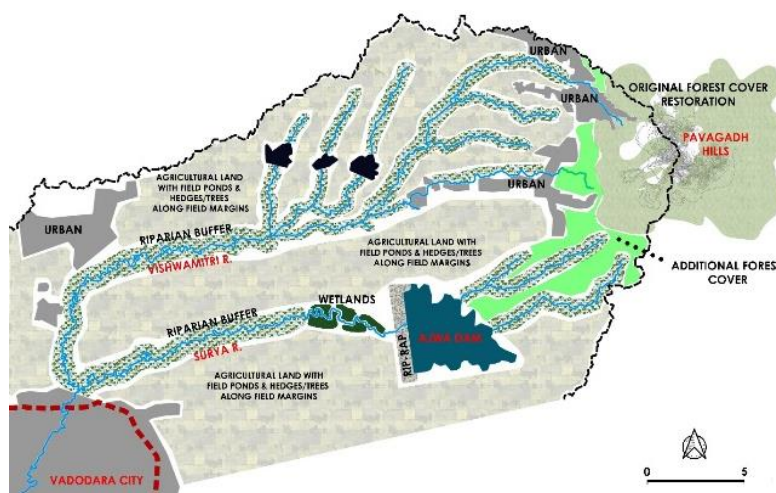 URBAN
ORIGINAL FOREST COVER
RESTORATION
URBAN
PAVAGADH
HILLS
AGRICULTURAL LAND
WITH FIELD PONDS &
HEDGES/TREES
ALONG FIELD MARGINS
URBAN
URBAN
RIPARIAN BUFFER
VISHWAMITRI R.
AGRICULTURAL LAND WITH
FIELD PONDS & HEDGES/TREES
ALONG FIELD MARGINS
ADDITIONAL FORES
COVER
WETLANDS
RIPARIAN BUFFER
SURYA R.
RIP-RAP
AJWA DAM
AGRICULTURAL LAND WITH
FIELD PONDS & HEDGES/TREES
ALONG FIELD MARGINS
VADODARA CITY
0 5